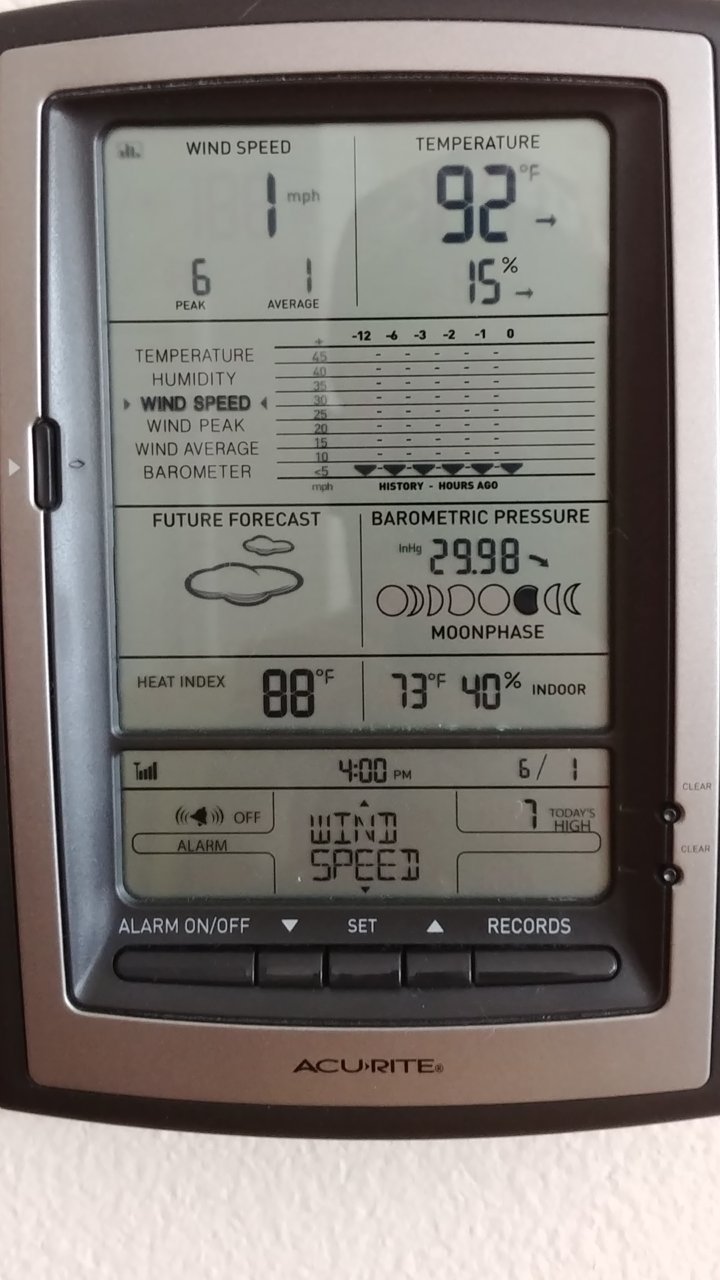 WIND SPEED TEMPERATURE
1 mph 92 °F
6 1 15 %
PEAK AVERAGE
+ -12 -6 -3 -2 -1 0
TEMPERATURE 45
HUMIDITY 40
35
WIND SPEED 30
25
WIND PEAK 20
WIND AVERAGE 15
10
BAROMETER <5
mph HISTORY - HOURS AGO
FUTURE FORECAST BAROMETRIC PRESSURE
InHg 29.98
MOONPHASE
HEAT INDEX 88 °F 73 °F 40 % INDOOR
4:00 PM 6 / 1
CLEAR
OFF WIND 7 TODAY'S HIGH
ALARM SPEED
CLEAR
ALARM ON/OFF ▼ SET ▲ RECORDS
ACU›RITE®